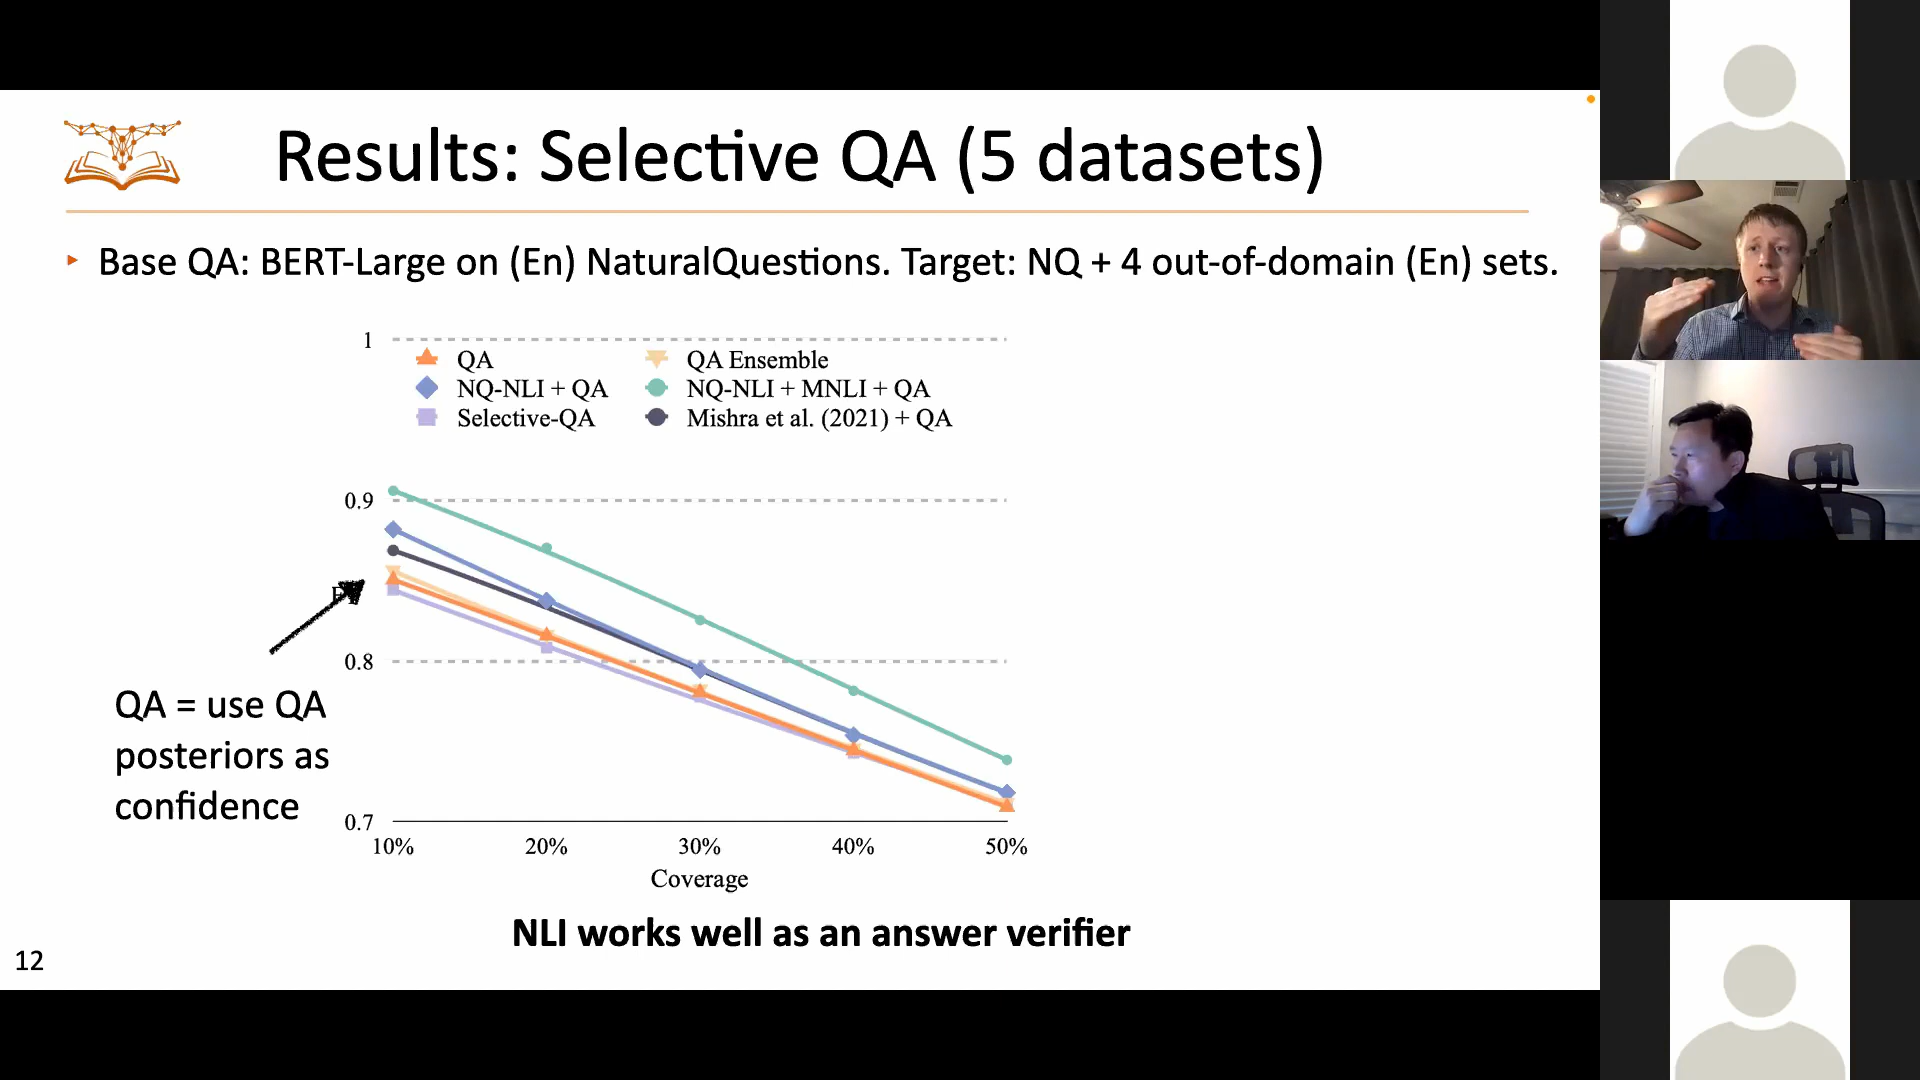 Results: Selective QA (5 datasets)
Base QA: BERT-Large on (En) NaturalQuestions. Target: NQ + 4 out-of-domain (En) sets.
1
QA
QA Ensemble
NQ-NLI + QA
NQ-NLI + MNLI + QA
Selective-QA
Mishra et al. (2021) + QA
0.9
0.8
QA = use QA
posteriors as
confidence
0.7
10%
20%
30%
40%
50%
Coverage
NLI works well as an answer verifier
12